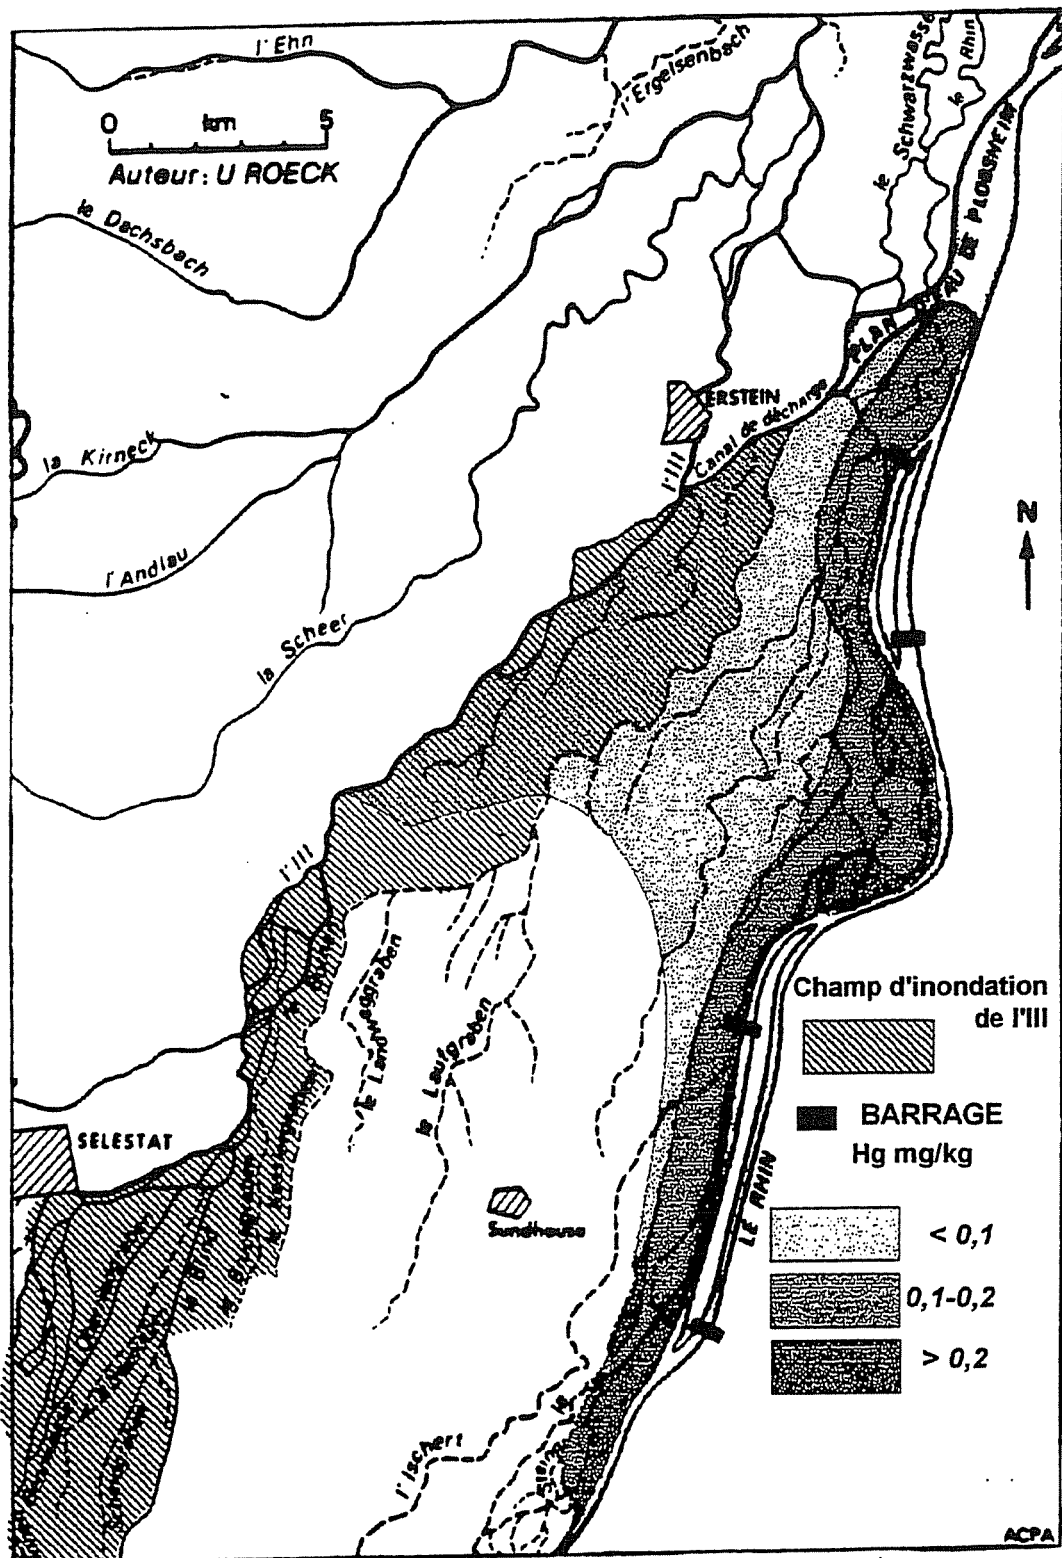 l'Ehn
0 km 5
Auteur: U ROECK
l'Ergelsenbach
le Schwarzwasser
le Rhin
le Dachsbach
PLAN D'EAU DE PLOBSHEIM
ERSTEIN
Canal de décharge
l'Ill
la Kirneck
N
l'Andlau
la Scheer
l'Ill
le Landwaggraben
le Laufgraben
Champ d'inondation
de l'Ill
BARRAGE
Hg mg/kg
SELESTAT
Sundhouse
LE RHIN
< 0,1
0,1-0,2
> 0,2
l'Ischert
ACPA